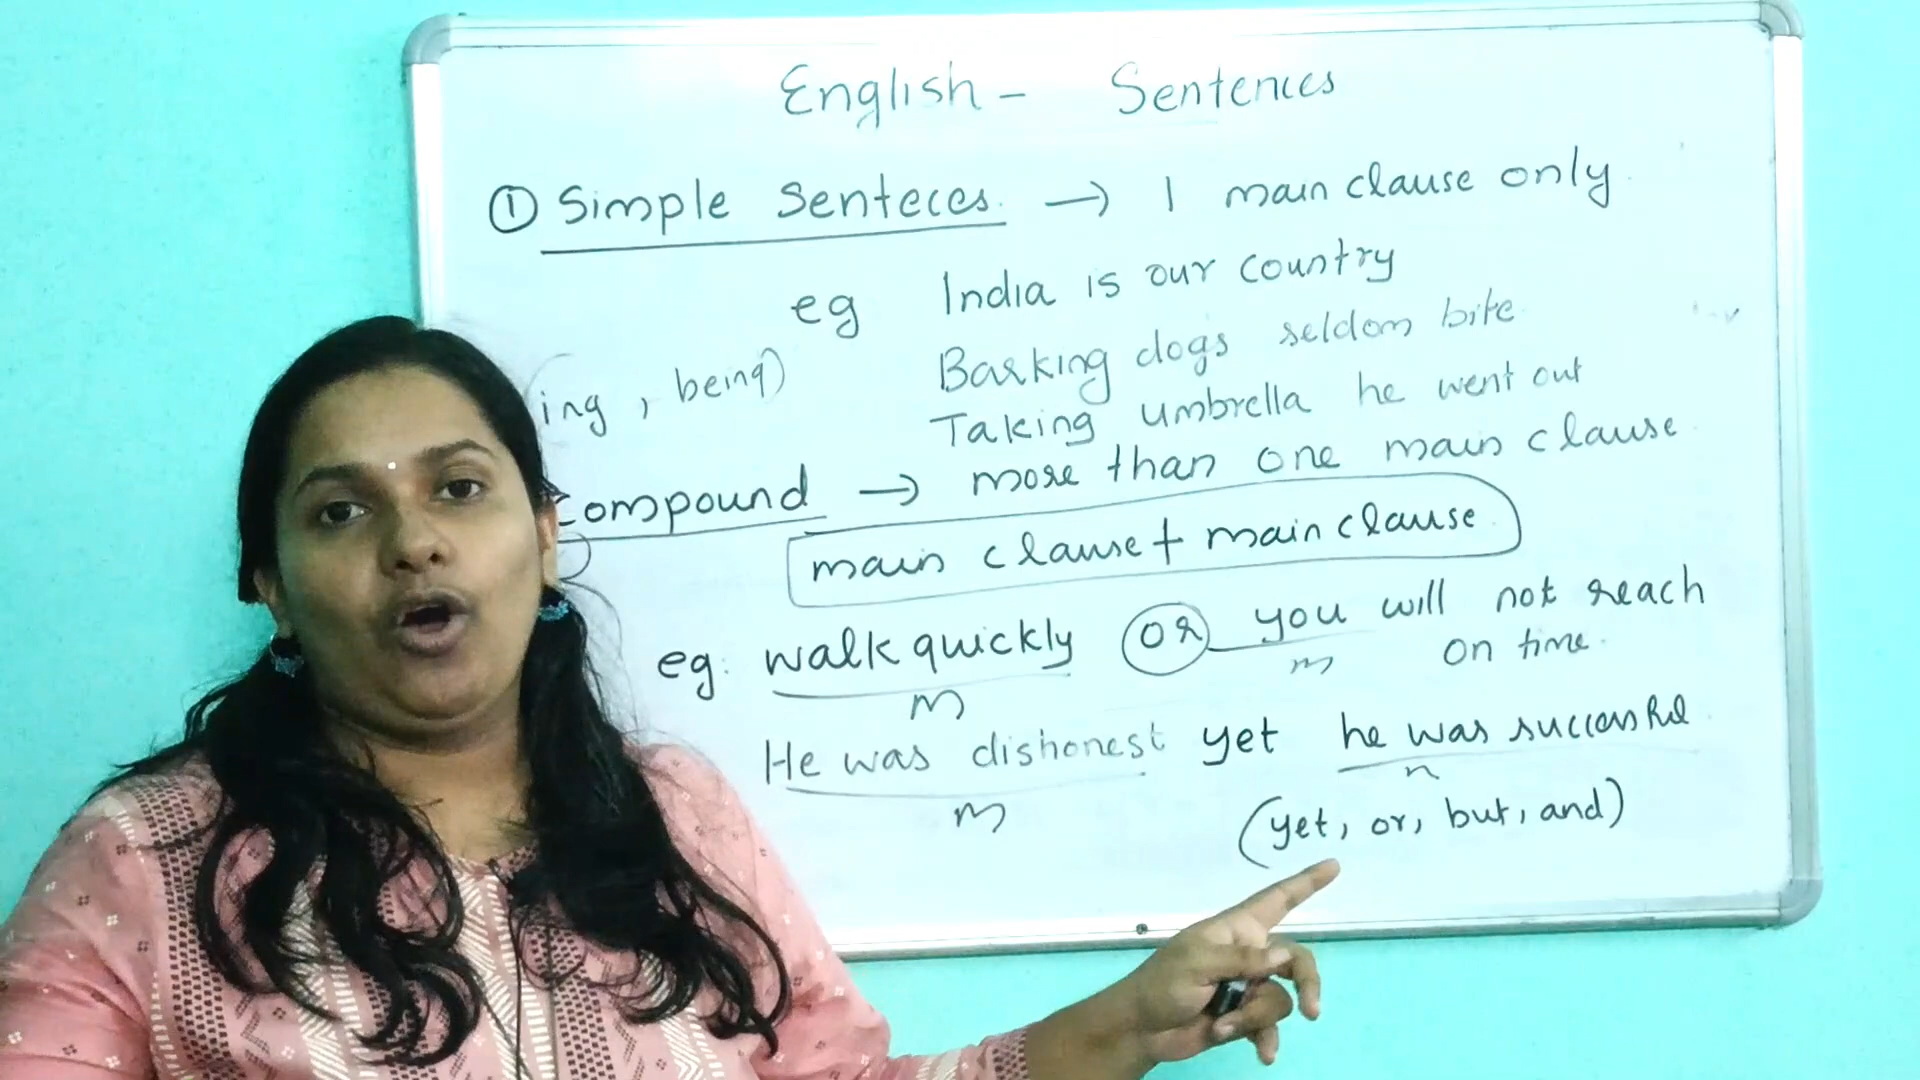 English - Sentences
① Simple Senteces. → 1 main clause only.
eg India is our country
Barking dogs seldom bite.
ing, being)
Taking umbrella he went out
compound → more than one main clause
main clause + main clause.
eg: walk quickly or you will not reach
m m on time.
He was dishonest yet he was successful.
m n
(yet, or, but, and)